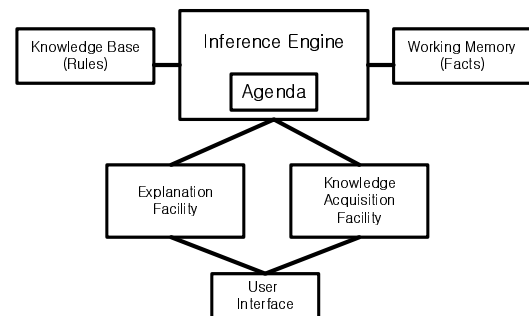 Knowledge Base
(Rules)
Inference Engine
Agenda
Working Memory
(Facts)
Explanation
Facility
Knowledge
Acquisition
Facility
User
Interface